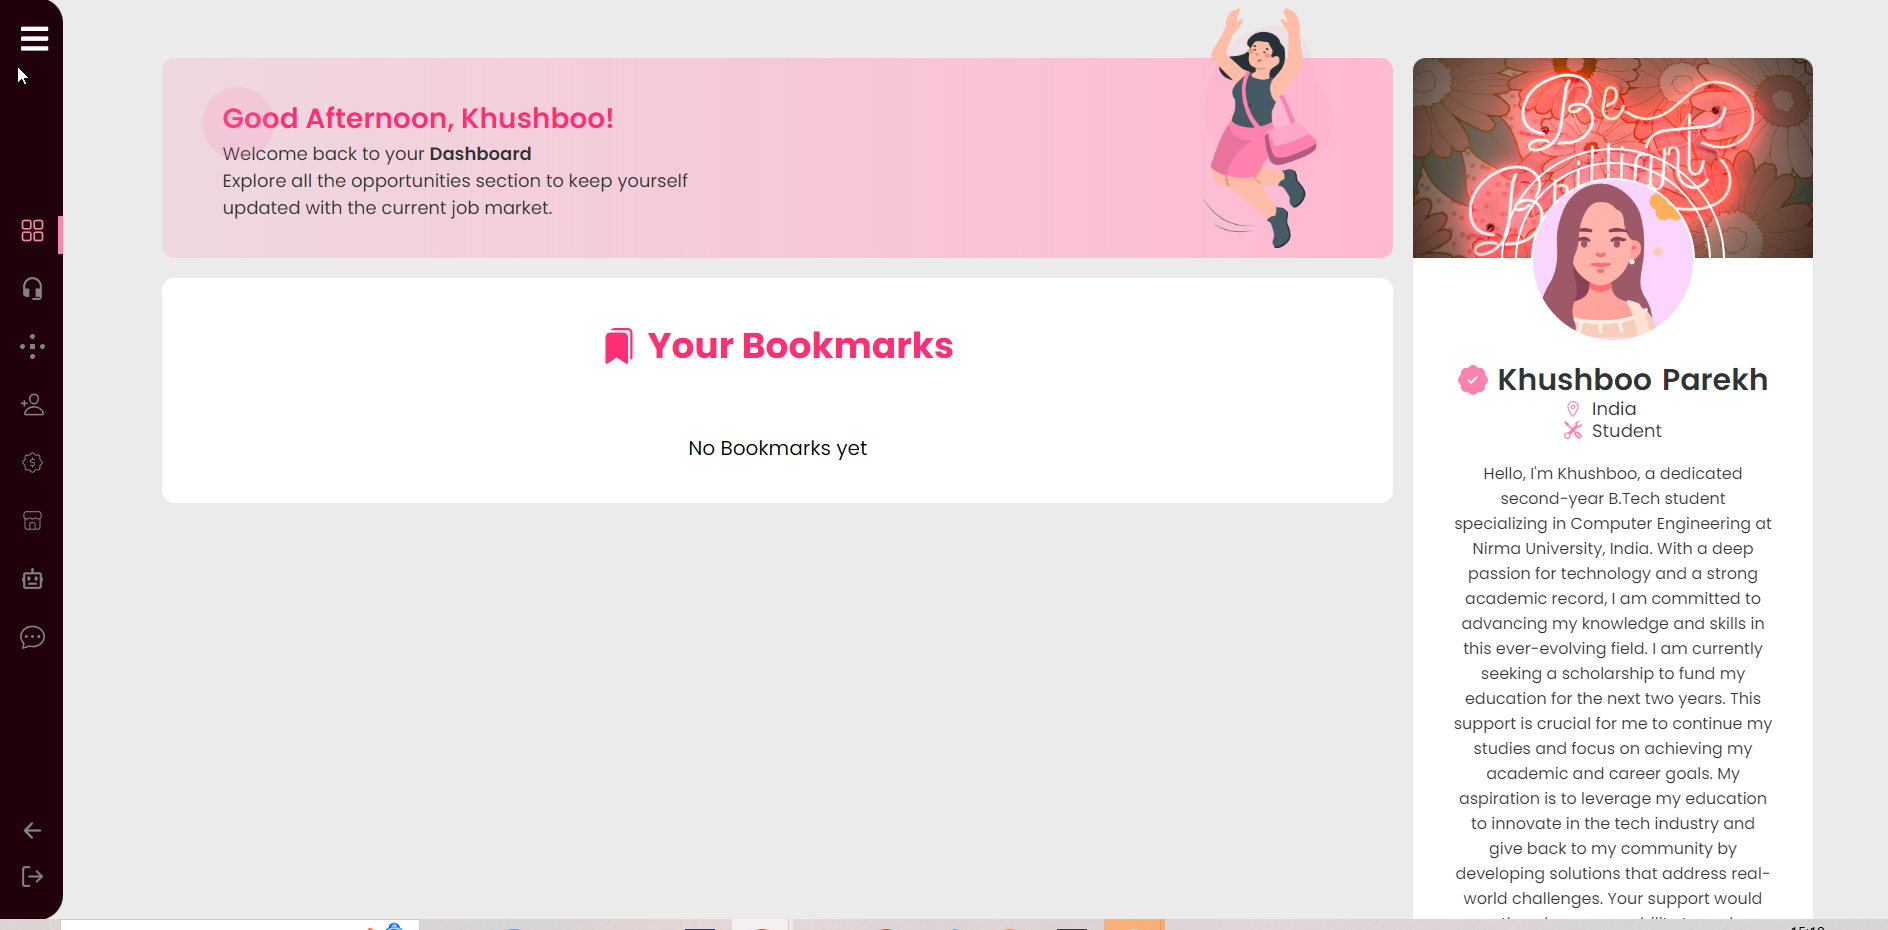 Good Afternoon, Khushboo!
Welcome back to your Dashboard
Explore all the opportunities section to keep yourself
updated with the current job market.
Your Bookmarks
No Bookmarks yet
Be
Brilliant
Khushboo Parekh
India
Student
Hello, I'm Khushboo, a dedicated
second-year B.Tech student
specializing in Computer Engineering at
Nirma University, India. With a deep
passion for technology and a strong
academic record, I am committed to
advancing my knowledge and skills in
this ever-evolving field. I am currently
seeking a scholarship to fund my
education for the next two years. This
support is crucial for me to continue my
studies and focus on achieving my
academic and career goals. My
aspiration is to leverage my education
to innovate in the tech industry and
give back to my community by
developing solutions that address real-
world challenges. Your support would